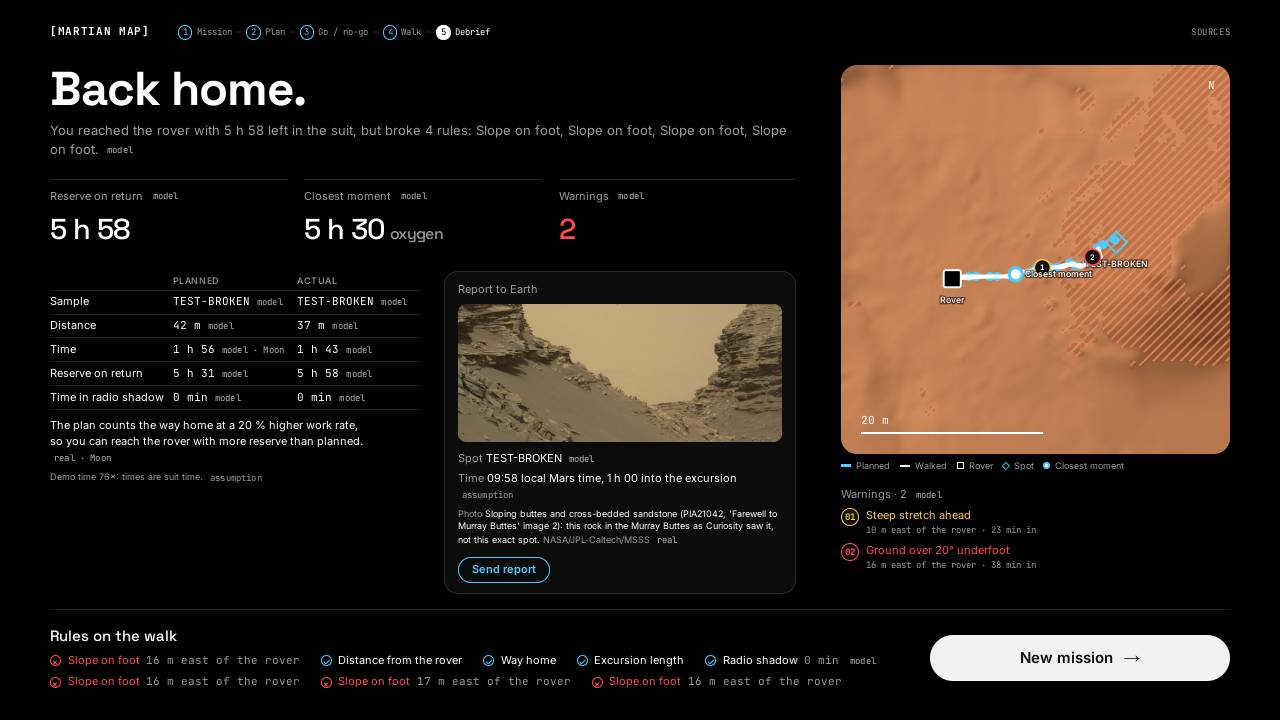 [MARTIAN MAP]
1 Mission – 2 Plan – 3 Go / no-go – 4 Walk – 5 Debrief
SOURCES
Back home.
You reached the rover with 5 h 58 left in the suit, but broke 4 rules: Slope on foot, Slope on foot, Slope on foot, Slope
on foot. model
Reserve on return model
5 h 58
Closest moment model
5 h 30 oxygen
Warnings model
2
PLANNED ACTUAL
Sample TEST-BROKEN model TEST-BROKEN model
Distance 42 m model 37 m model
Time 1 h 56 model · Moon 1 h 43 model
Reserve on return 5 h 31 model 5 h 58 model
Time in radio shadow 0 min model 0 min model
The plan counts the way home at a 20 % higher work rate,
so you can reach the rover with more reserve than planned.
real · Moon
Demo time 76×: times are suit time. assumption
Report to Earth
Spot TEST-BROKEN model
Time 09:58 local Mars time, 1 h 00 into the excursion
assumption
Photo Sloping buttes and cross-bedded sandstone (PIA21042, 'Farewell to
Murray Buttes' image 2): this rock in the Murray Buttes as Curiosity saw it,
not this exact spot. NASA/JPL-Caltech/MSSS real
Send report
N
2
EST-BROKEN
1
Closest moment
Rover
20 m
Planned Walked Rover Spot Closest moment
Warnings · 2 model
01 Steep stretch ahead
10 m east of the rover · 23 min in
02 Ground over 20° underfoot
16 m east of the rover · 38 min in
Rules on the walk
Slope on foot 16 m east of the rover Distance from the rover Way home Excursion length Radio shadow 0 min model
Slope on foot 16 m east of the rover Slope on foot 17 m east of the rover Slope on foot 16 m east of the rover
New mission →